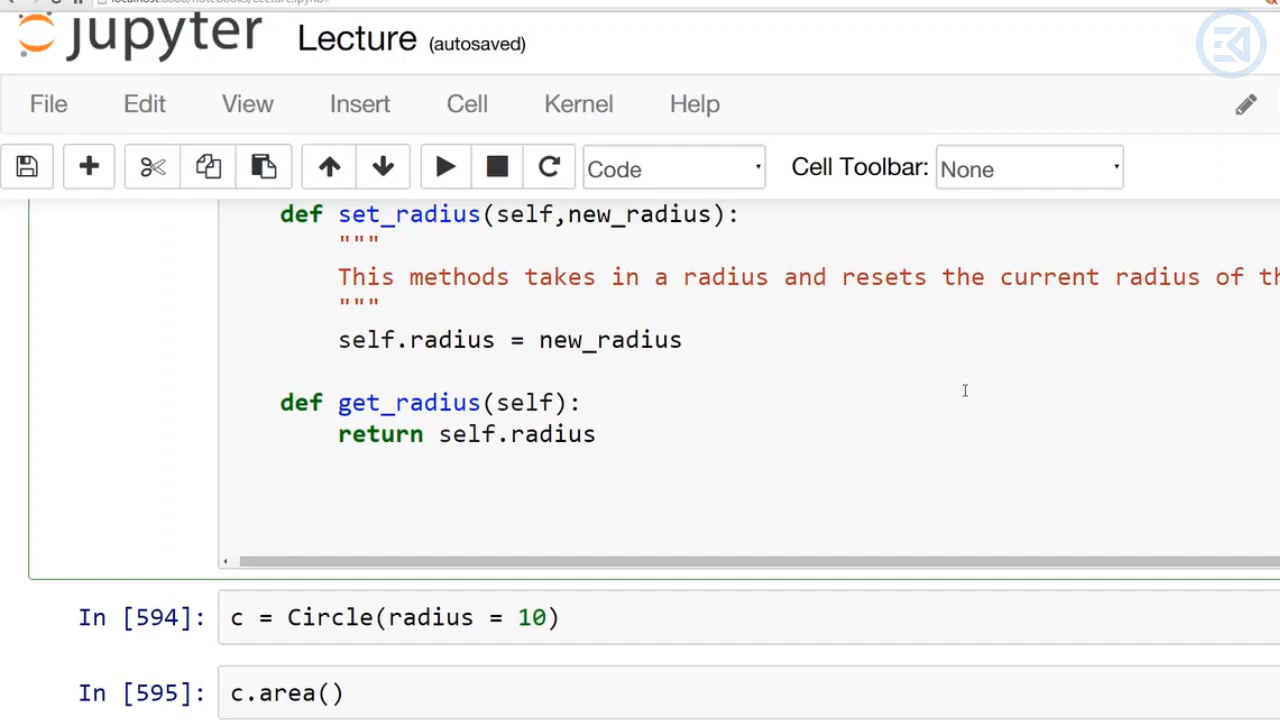 jupyter Lecture (autosaved)
File Edit View Insert Cell Kernel Help
Code Cell Toolbar: None
def set_radius(self,new_radius):
"""
This methods takes in a radius and resets the current radius of th
"""
self.radius = new_radius
def get_radius(self):
return self.radius
In [594]: c = Circle(radius = 10)
In [595]: c.area()